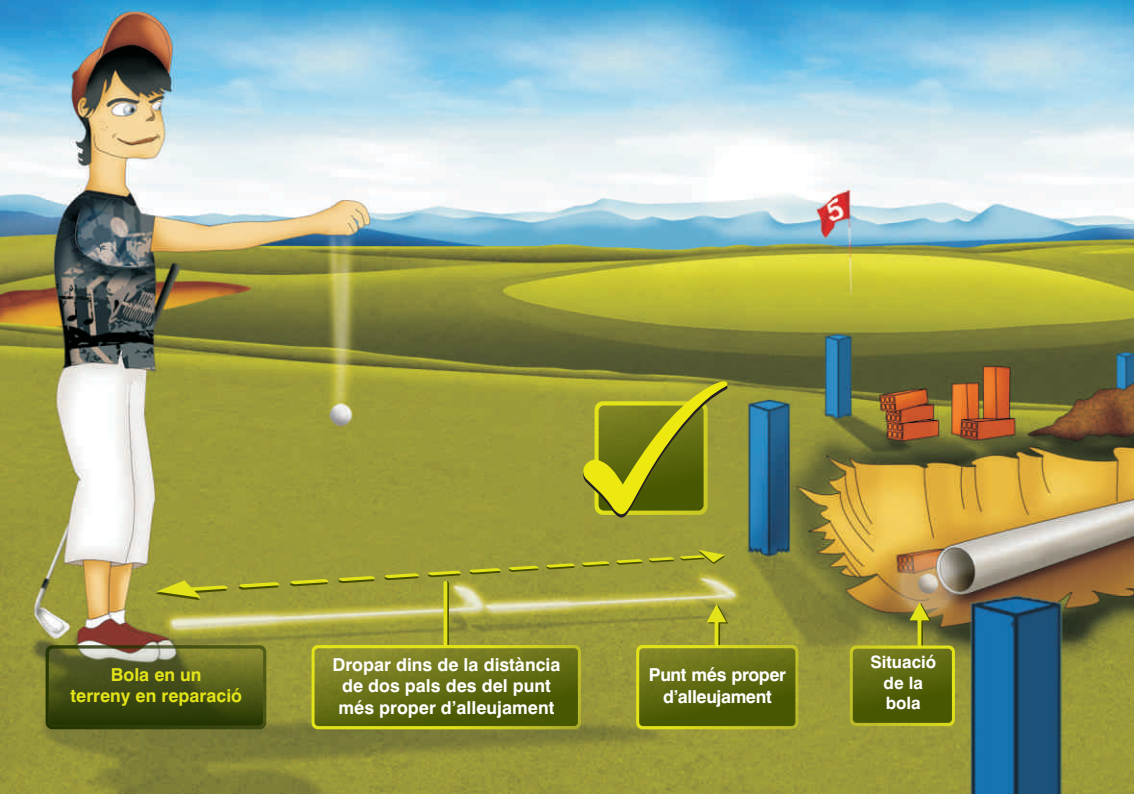 5
Bola en un
terreny en reparació
Dropar dins de la distància
de dos pals des del punt
més proper d'alleujament
Punt més proper
d'alleujament
Situació
de la
bola